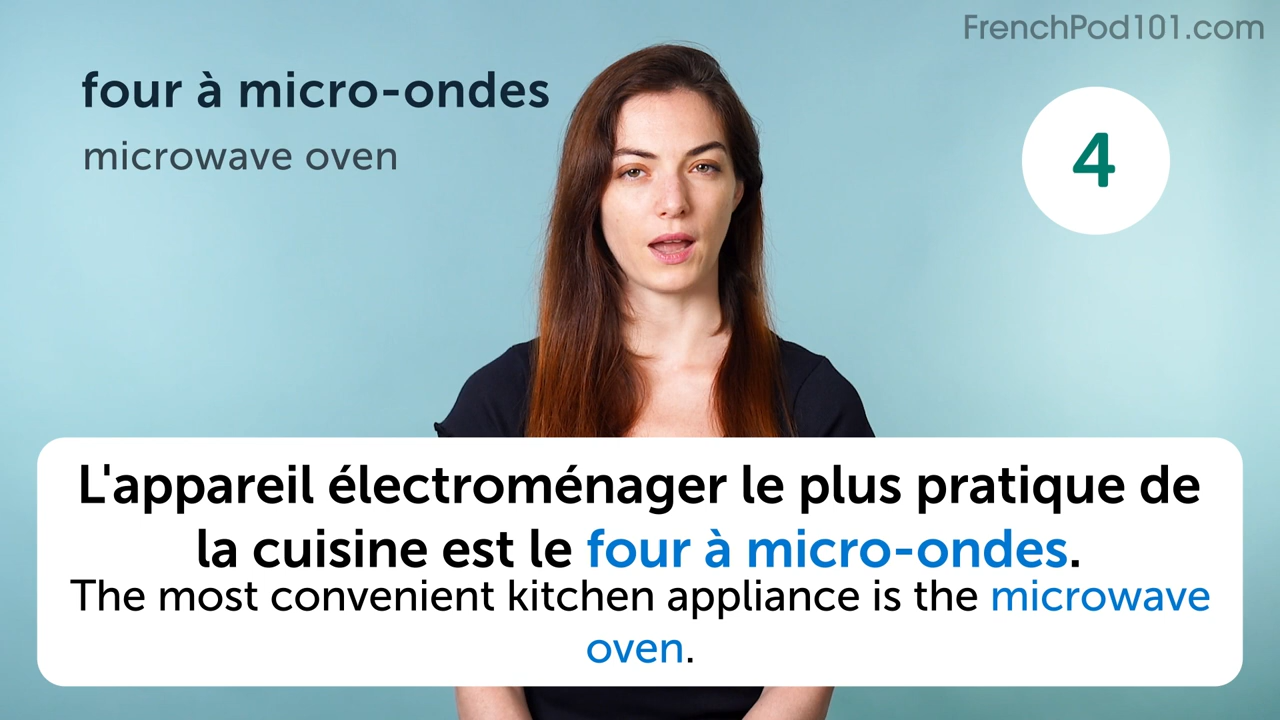 FrenchPod101.com
four à micro-ondes
microwave oven
4
L'appareil électroménager le plus pratique de
la cuisine est le four à micro-ondes.
The most convenient kitchen appliance is the microwave
oven.